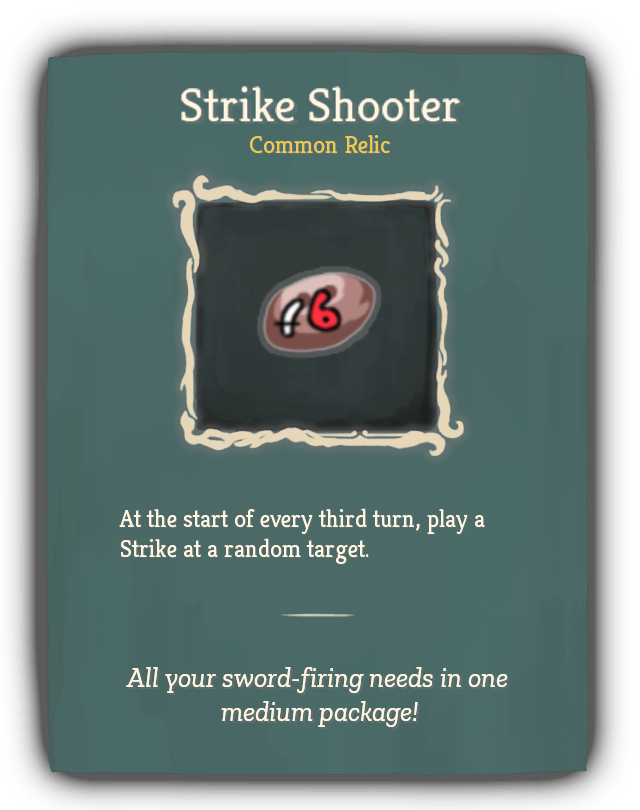 Strike Shooter
Common Relic
6
At the start of every third turn, play a
Strike at a random target.
All your sword-firing needs in one
medium package!